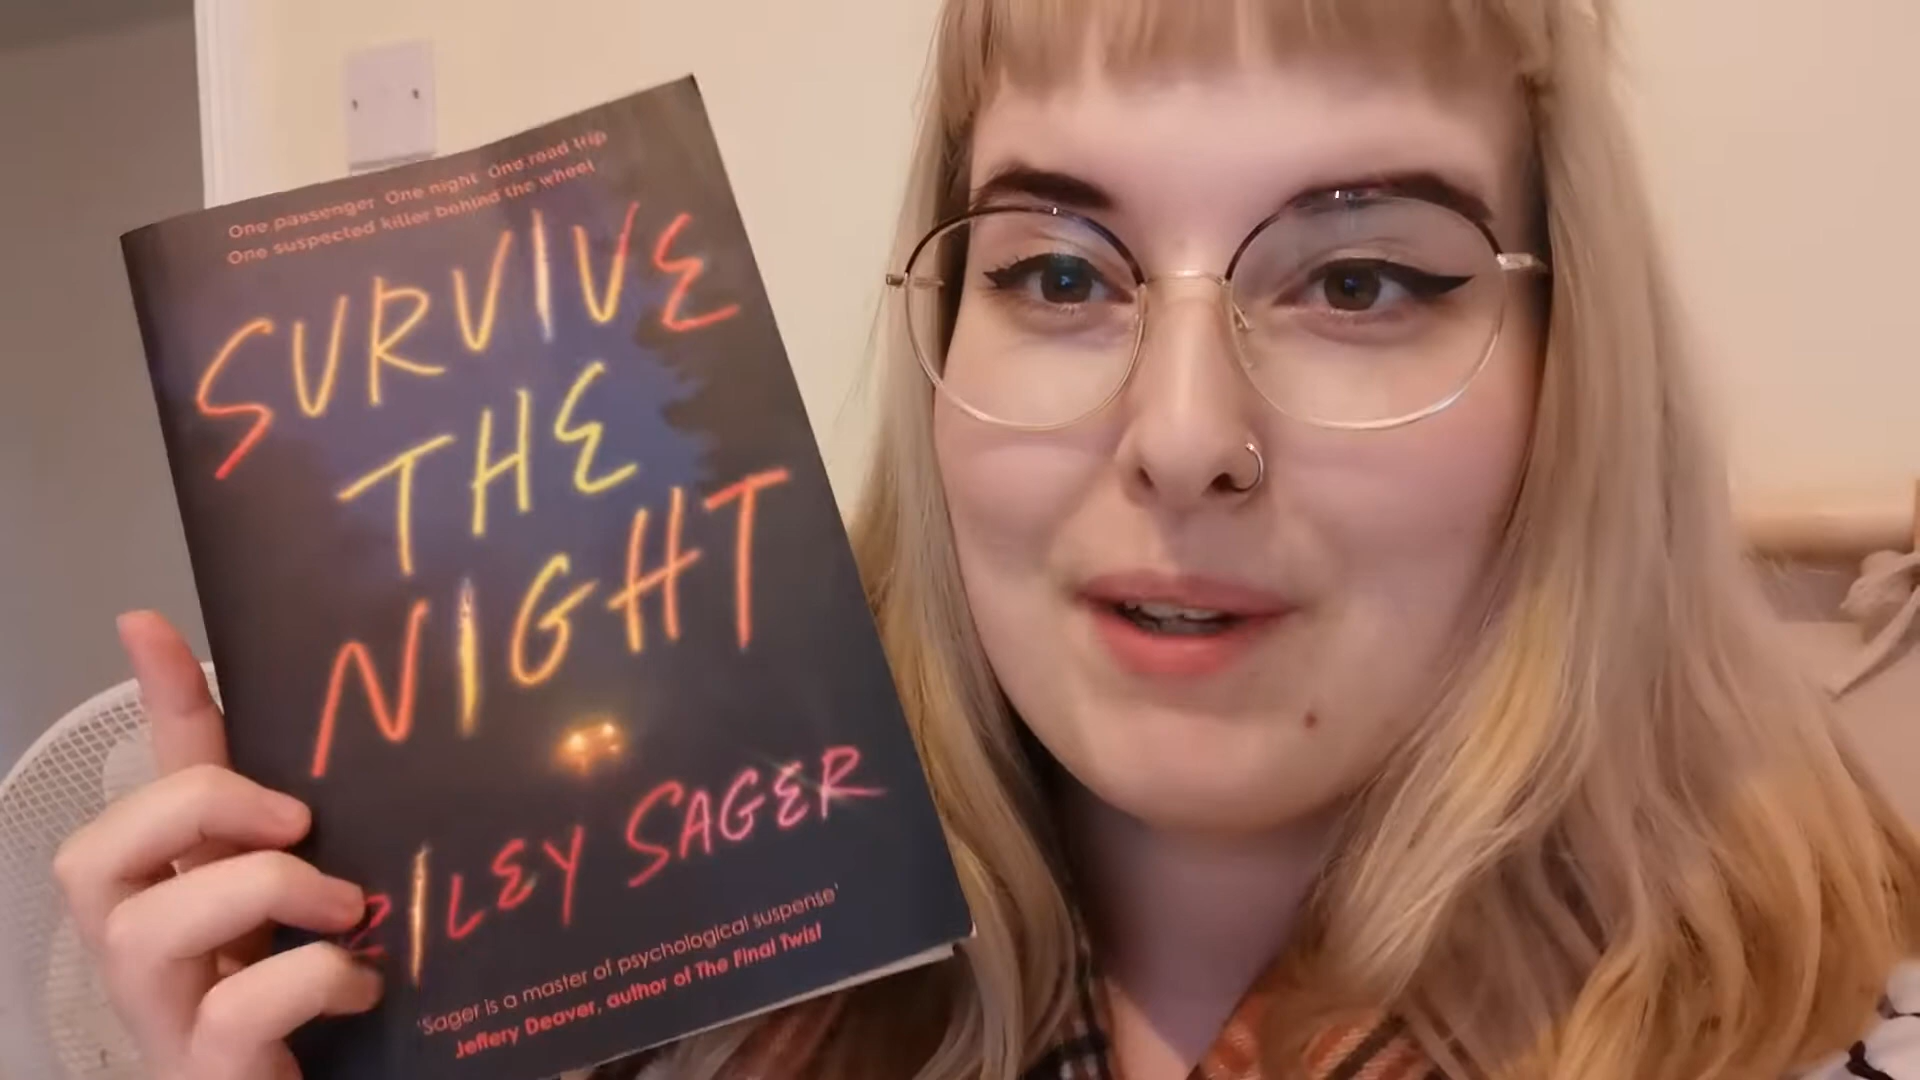 One passenger One night One road trip
One suspected killer behind the wheel
SURVIVE
THE
NIGHT
RILEY SAGER
'Sager is a master of psychological suspense'
Jeffery Deaver, author of The Final Twist